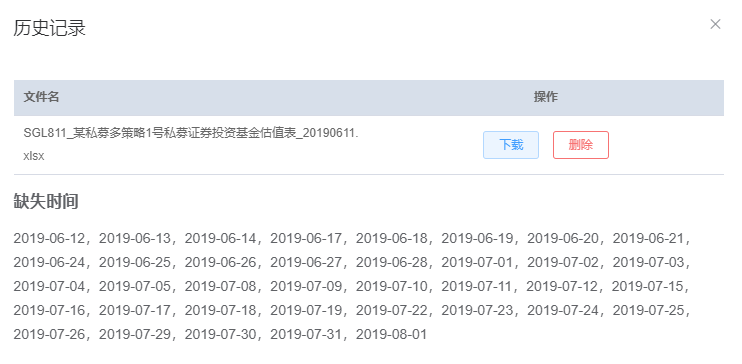 历史记录
文件名 操作
SGL811_某私募多策略1号私募证券投资基金估值表_20190611.
xlsx
下载 删除
缺失时间
2019-06-12，2019-06-13，2019-06-14，2019-06-17，2019-06-18，2019-06-19，2019-06-20，2019-06-21，
2019-06-24，2019-06-25，2019-06-26，2019-06-27，2019-06-28，2019-07-01，2019-07-02，2019-07-03，
2019-07-04，2019-07-05，2019-07-08，2019-07-09，2019-07-10，2019-07-11，2019-07-12，2019-07-15，
2019-07-16，2019-07-17，2019-07-18，2019-07-19，2019-07-22，2019-07-23，2019-07-24，2019-07-25，
2019-07-26，2019-07-29，2019-07-30，2019-07-31，2019-08-01